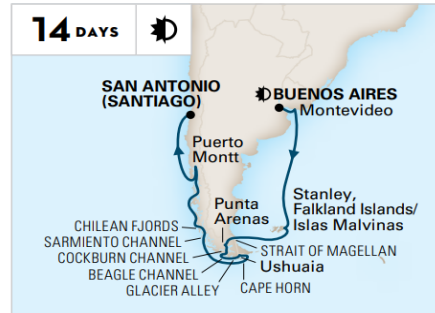 14 DAYS
SAN ANTONIO
(SANTIAGO)
BUENOS AIRES
Montevideo
Puerto
Montt
Punta
Arenas
Stanley,
Falkland Islands/
Islas Malvinas
CHILEAN FJORDS
SARMIENTO CHANNEL
COCKBURN CHANNEL
BEAGLE CHANNEL
GLACIER ALLEY
STRAIT OF MAGELLAN
Ushuaia
CAPE HORN